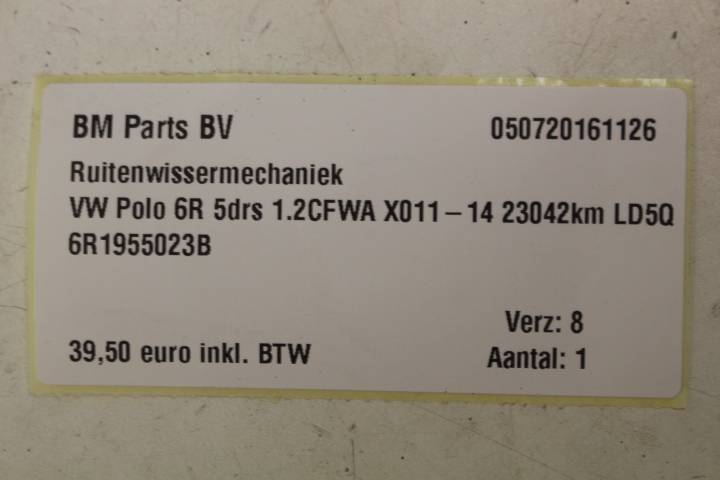 BM Parts BV 050720161126
Ruitenwissermechaniek
VW Polo 6R 5drs 1.2CFWA X011-14 23042km LD5Q
6R1955023B
Verz: 8
39,50 euro inkl. BTW Aantal: 1